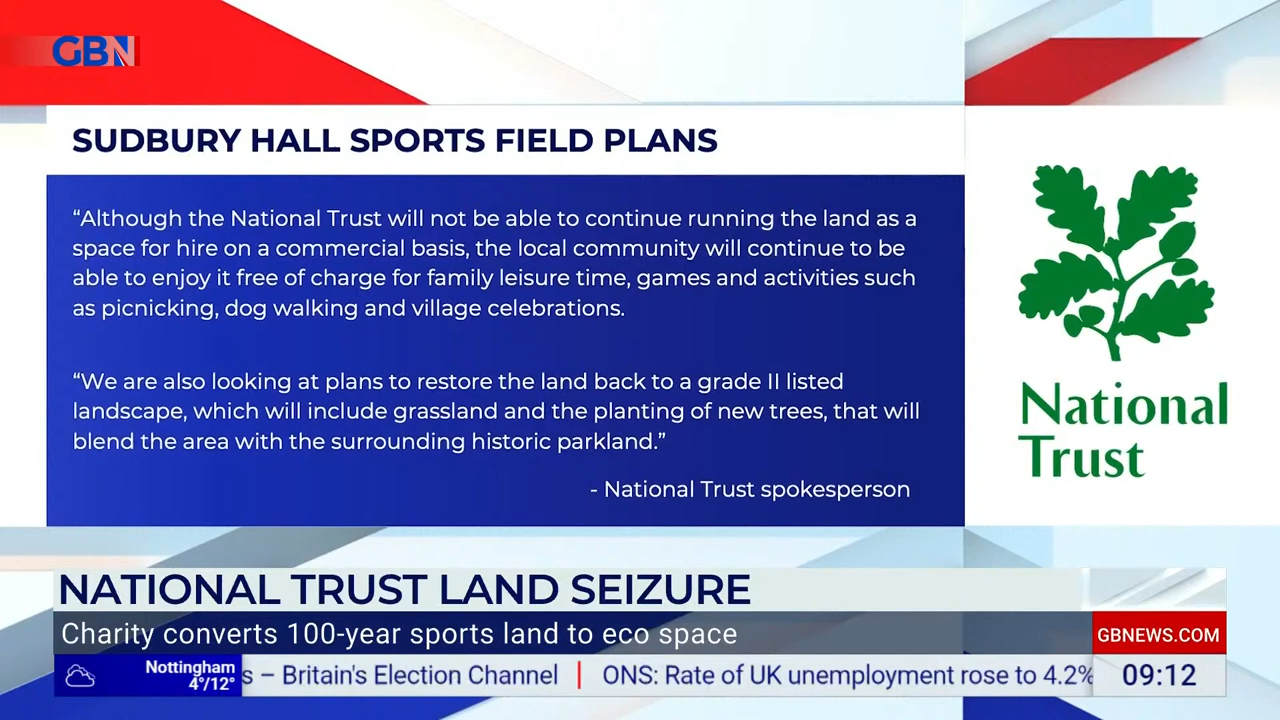 GBN
SUDBURY HALL SPORTS FIELD PLANS
“Although the National Trust will not be able to continue running the land as a
space for hire on a commercial basis, the local community will continue to be
able to enjoy it free of charge for family leisure time, games and activities such
as picnicking, dog walking and village celebrations.
“We are also looking at plans to restore the land back to a grade II listed
landscape, which will include grassland and the planting of new trees, that will
blend the area with the surrounding historic parkland.”
- National Trust spokesperson
National
Trust
NATIONAL TRUST LAND SEIZURE
Charity converts 100-year sports land to eco space
GBNEWS.COM
Nottingham
4°/12°
s – Britain's Election Channel | ONS: Rate of UK unemployment rose to 4.2%
09:12